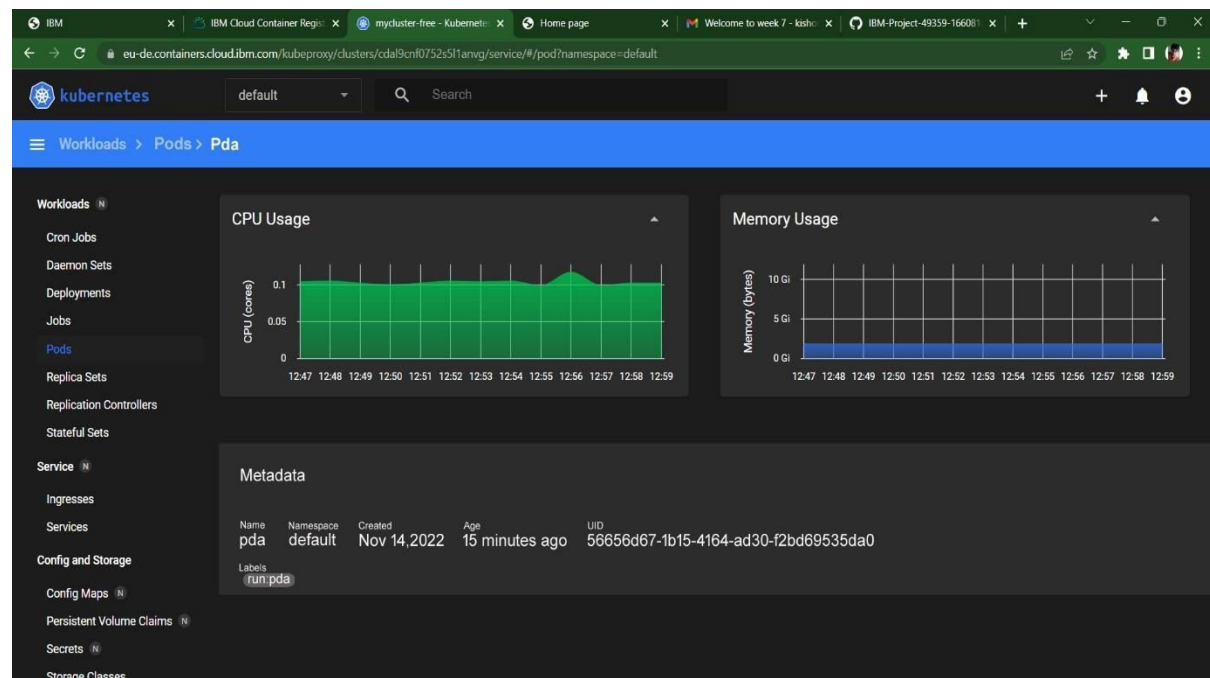 IBM
IBM Cloud Container Regist
mycluster-free - Kubernete
Home page
Welcome to week 7 - kisho
IBM-Project-49359-166081
eu-de.containers.cloud.ibm.com/kubeproxy/clusters/cdal9cnf0752s5l1anvg/service/#/pod?namespace=default
kubernetes
default
Search
Workloads > Pods > Pda
Workloads N
Cron Jobs
Daemon Sets
Deployments
Jobs
Pods
Replica Sets
Replication Controllers
Stateful Sets
Service N
Ingresses
Services
Config and Storage
Config Maps N
Persistent Volume Claims N
Secrets N
Storage Classes
CPU Usage
CPU (cores)
0.1
0.05
0
12:47 12:48 12:49 12:50 12:51 12:52 12:53 12:54 12:55 12:56 12:57 12:58 12:59
Memory Usage
Memory (bytes)
10 Gi
5 Gi
0 Gi
12:47 12:48 12:49 12:50 12:51 12:52 12:53 12:54 12:55 12:56 12:57 12:58 12:59
Metadata
Name Namespace Created Age UID
pda default Nov 14,2022 15 minutes ago 56656d67-1b15-4164-ad30-f2bd69535da0
Labels
run:pda